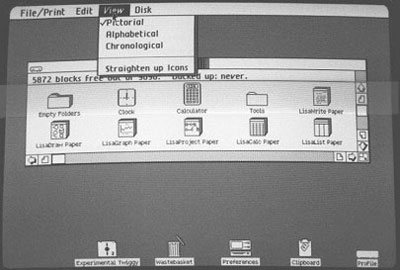 File/Print Edit View Disk
✓Pictorial
Alphabetical
Chronological
Straighten up Icons
5872 blocks free out of Backed up: never.
Empty Folders Clock Calculator Tools LisaWrite Paper
LisaDraw Paper LisaGraph Paper LisaProject Paper LisaCalc Paper LisaList Paper
Experimental Twiggy Wastebasket Preferences Clipboard ProFile